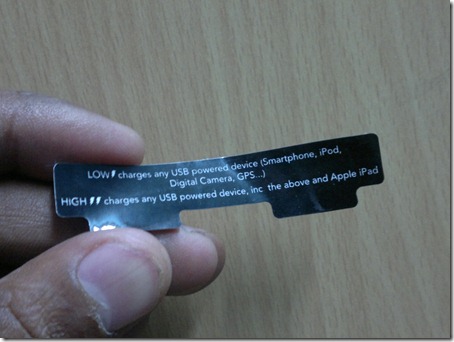 LOW charges any USB powered device (Smartphone, iPod,
Digital Camera, GPS...)
HIGH charges any USB powered device, inc the above and Apple iPad